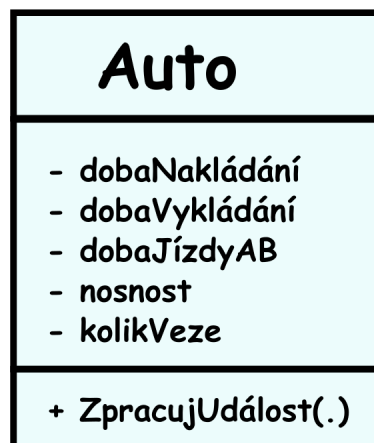 Auto
- dobaNakládání
- dobaVykládání
- dobaJízdyAB
- nosnost
- kolikVeze
+ ZpracujUdálost(.)